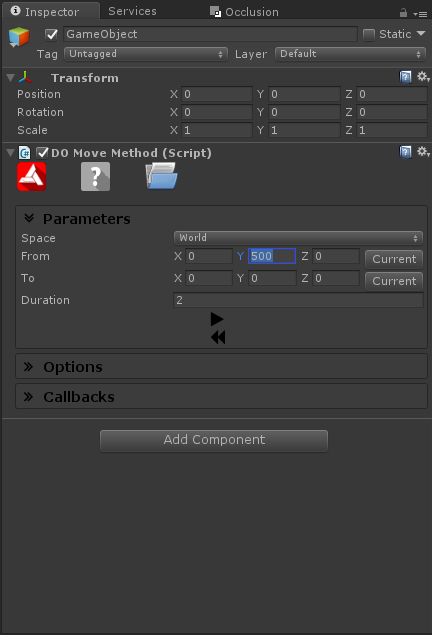 Inspector Services Occlusion
GameObject Static
Tag Untagged Layer Default
Transform
Position X 0 Y 0 Z 0
Rotation X 0 Y 0 Z 0
Scale X 1 Y 1 Z 1
DO Move Method (Script)
Parameters
Space World
From X 0 Y 500 Z 0 Current
To X 0 Y 0 Z 0 Current
Duration 2
Options
Callbacks
Add Component